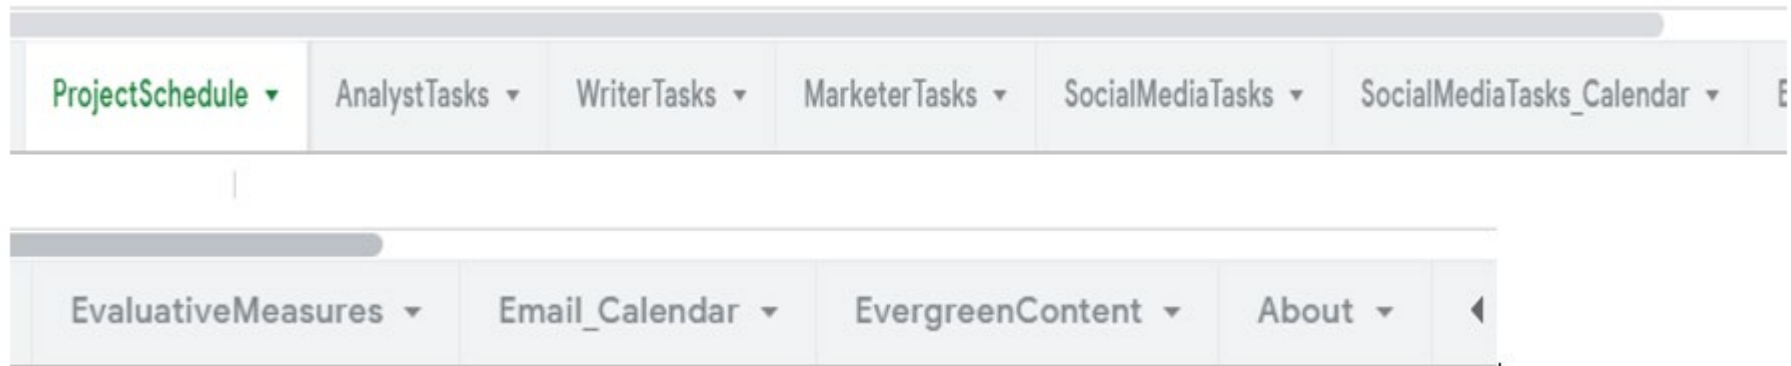 ProjectSchedule AnalystTasks WriterTasks MarketerTasks SocialMediaTasks SocialMediaTasks_Calendar E
EvaluativeMeasures Email_Calendar EvergreenContent About